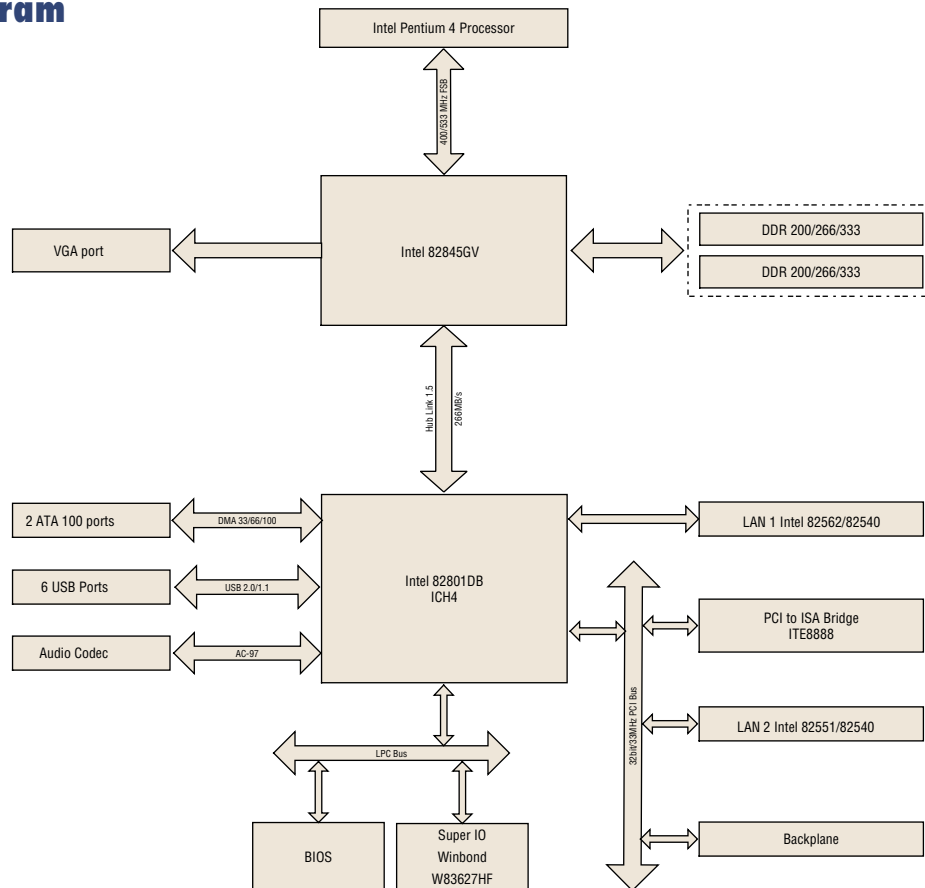 ram
Intel Pentium 4 Processor
400/533 MHz FSB
VGA port
Intel 82845GV
DDR 200/266/333
DDR 200/266/333
Hub Link 1.5
266MB/s
2 ATA 100 ports
DMA 33/66/100
LAN 1 Intel 82562/82540
6 USB Ports
USB 2.0/1.1
Intel 82801DB
ICH4
PCI to ISA Bridge
ITE8888
Audio Codec
AC-97
32bit/33MHz PCI Bus
LAN 2 Intel 82551/82540
LPC Bus
BIOS
Super IO
Winbond
W83627HF
Backplane